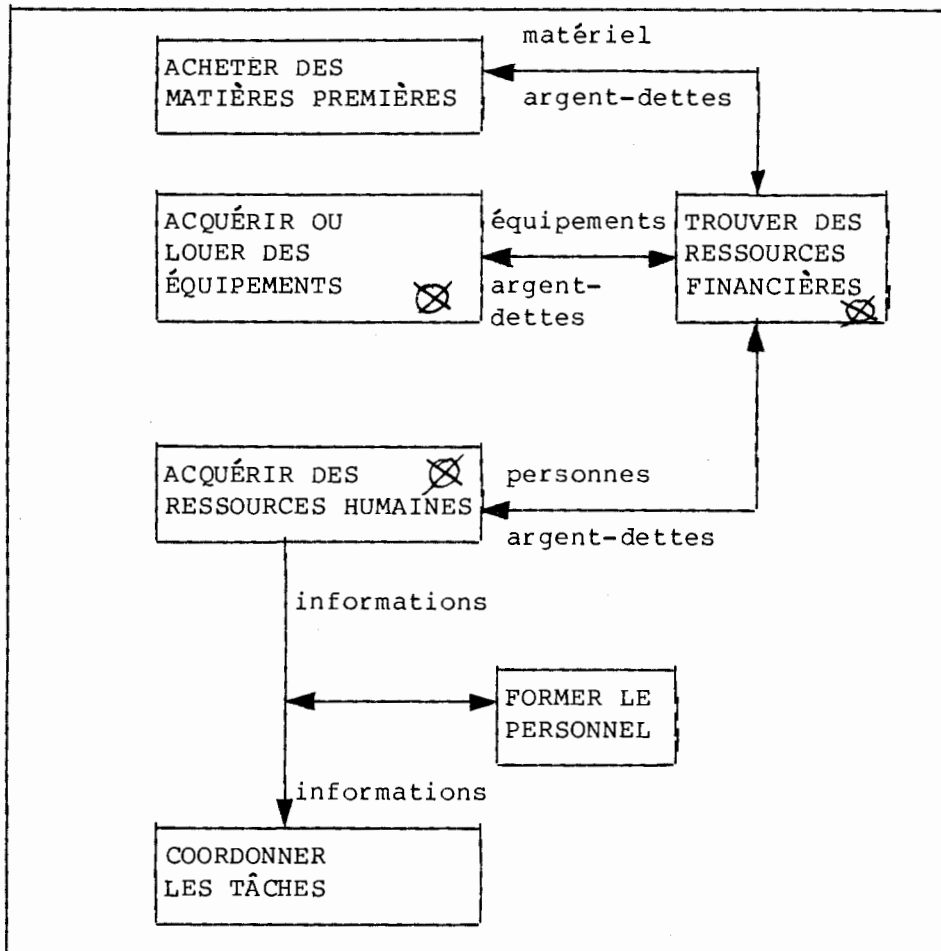 matériel
ACHETER DES
MATIÈRES PREMIÈRES
argent-dettes
ACQUÉRIR OU
LOUER DES
ÉQUIPEMENTS
équipements
argent-
dettes
TROUVER DES
RESSOURCES
FINANCIÈRES
ACQUÉRIR DES
RESSOURCES HUMAINES
personnes
argent-dettes
informations
FORMER LE
PERSONNEL
informations
COORDONNER
LES TÂCHES